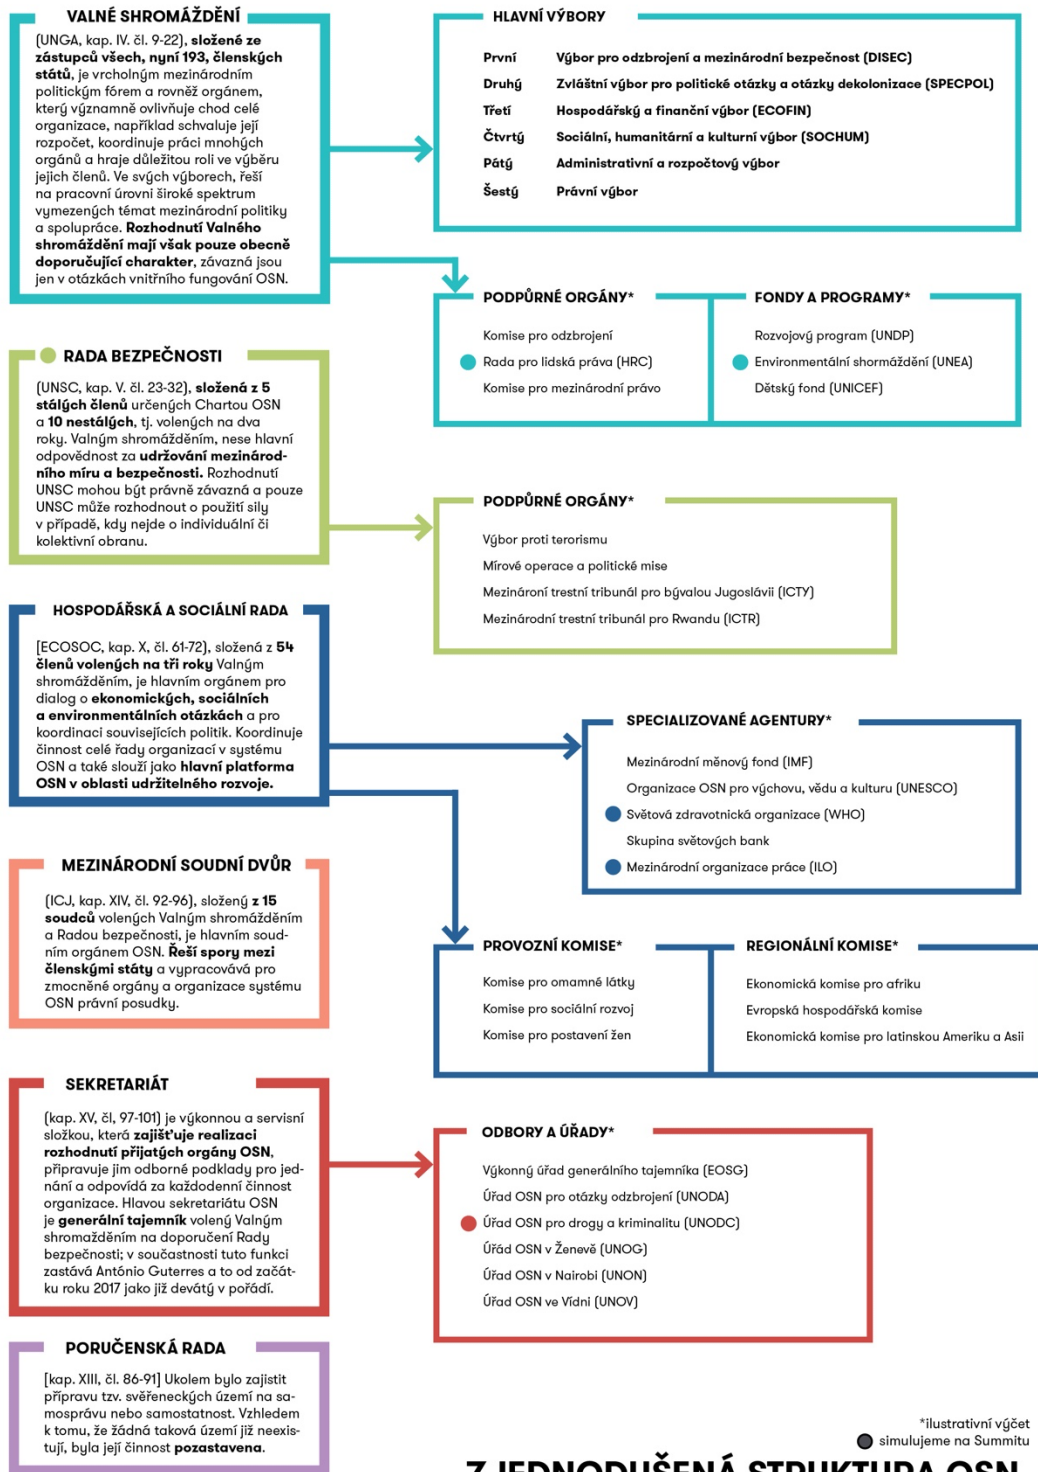 VALNÉ SHROMÁŽDĚNÍ
(UNGA, kap. IV. čl. 9-22), složené ze
zástupců všech, nyní 193, členských
států, je vrcholným mezinárodním
politickým fórem a rovněž orgánem,
který významně ovlivňuje chod celé
organizace, například schvaluje její
rozpočet, koordinuje práci mnohých
orgánů a hraje důležitou roli ve výběru
jejich členů. Ve svých výborech, řeší
na pracovní úrovni široké spektrum
vymezených témat mezinárodní politiky
a spolupráce. Rozhodnutí Valného
shromáždění mají však pouze obecně
doporučující charakter, závazná jsou
jen v otázkách vnitřního fungování OSN.
HLAVNÍ VÝBORY
První Výbor pro odzbrojení a mezinárodní bezpečnost (DISEC)
Druhý Zvláštní výbor pro politické otázky a otázky dekolonizace (SPECPOL)
Třetí Hospodářský a finanční výbor (ECOFIN)
Čtvrtý Sociální, humanitární a kulturní výbor (SOCHUM)
Pátý Administrativní a rozpočtový výbor
Šestý Právní výbor
PODPŮRNÉ ORGÁNY*
Komise pro odzbrojení
Rada pro lidská práva (HRC)
Komise pro mezinárodní právo
FONDY A PROGRAMY*
Rozvojový program (UNDP)
Environmentální shormáždění (UNEA)
Dětský fond (UNICEF)
RADA BEZPEČNOSTI
(UNSC, kap. V. čl. 23-32), složená z 5
stálých členů určených Chartou OSN
a 10 nestálých, tj. volených na dva
roky. Valným shromážděním, nese hlavní
odpovědnost za udržování mezinárod-
ního míru a bezpečnosti. Rozhodnutí
UNSC mohou být právně závazná a pouze
UNSC může rozhodnout o použití síly
v případě, kdy nejde o individuální či
kolektivní obranu.
PODPŮRNÉ ORGÁNY*
Výbor proti terorismu
Mírové operace a politické mise
Mezinároní trestní tribunál pro bývalou Jugoslávii (ICTY)
Mezinárodní trestní tribunál pro Rwandu (ICTR)
HOSPODÁŘSKÁ A SOCIÁLNÍ RADA
[ECOSOC, kap. X, čl. 61-72), složená z 54
členů volených na tři roky Valným
shromážděním, je hlavním orgánem pro
dialog o ekonomických, sociálních
a environmentálních otázkách a pro
koordinaci souvisejících politik. Koordinuje
činnost celé řady organizací v systému
OSN a také slouží jako hlavní platforma
OSN v oblasti udržitelného rozvoje.
SPECIALIZOVANÉ AGENTURY*
Mezinárodní měnový fond (IMF)
Organizace OSN pro výchovu, vědu a kulturu (UNESCO)
Světová zdravotnická organizace (WHO)
Skupina světových bank
Mezinárodní organizace práce (ILO)
PROVOZNÍ KOMISE*
Komise pro omamné látky
Komise pro sociální rozvoj
Komise pro postavení žen
REGIONÁLNÍ KOMISE*
Ekonomická komise pro afriku
Evropská hospodářská komise
Ekonomická komise pro latinskou Ameriku a Asii
MEZINÁRODNÍ SOUDNÍ DVŮR
(ICJ, kap. XIV, čl. 92-96), složený z 15
soudců volených Valným shromážděním
a Radou bezpečnosti, je hlavním soud-
ním orgánem OSN. Řeší spory mezi
členskými státy a vypracovává pro
zmocněné orgány a organizace systému
OSN právní posudky.
SEKRETARIÁT
(kap. XV, čl, 97-101) je výkonnou a servisní
složkou, která zajišťuje realizaci
rozhodnutí přijatých orgány OSN,
připravuje jim odborné podklady pro jed-
nání a odpovídá za každodenní činnost
organizace. Hlavou sekretariátu OSN
je generální tajemník volený Valným
shromažděním na doporučení Rady
bezpečnosti; v součastnosti tuto funkci
zastává António Guterres a to od začát-
ku roku 2017 jako již devátý v pořádí.
ODBORY A ÚŘADY*
Výkonný úřad generálního tajemníka (EOSG)
Úřad OSN pro otázky odzbrojení (UNODA)
Úřad OSN pro drogy a kriminalitu (UNODC)
Úřád OSN v Ženevě (UNOG)
Úřad OSN v Nairobi (UNON)
Úřad OSN ve Vídni (UNOV)
PORUČENSKÁ RADA
[kap. XIII, čl. 86-91] Ukolem bylo zajistit
přípravu tzv. svěřeneckých území na sa-
mosprávu nebo samostatnost. Vzhledem
k tomu, že žádná taková území již neexis-
tují, byla její činnost pozastavena.
*ilustrativní výčet
simulujeme na Summitu
ZJEDNODUŠENÁ STRUKTURA OSN